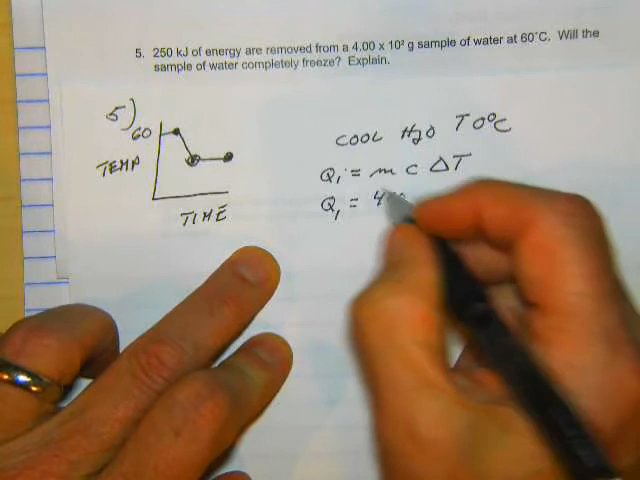 5. 250 kJ of energy are removed from a 4.00 x 10² g sample of water at 60°C. Will the
sample of water completely freeze? Explain.
5)
60
TEMP
TIME
COOL H2O TO 0°C
Q1 = m c ΔT
Q1 =